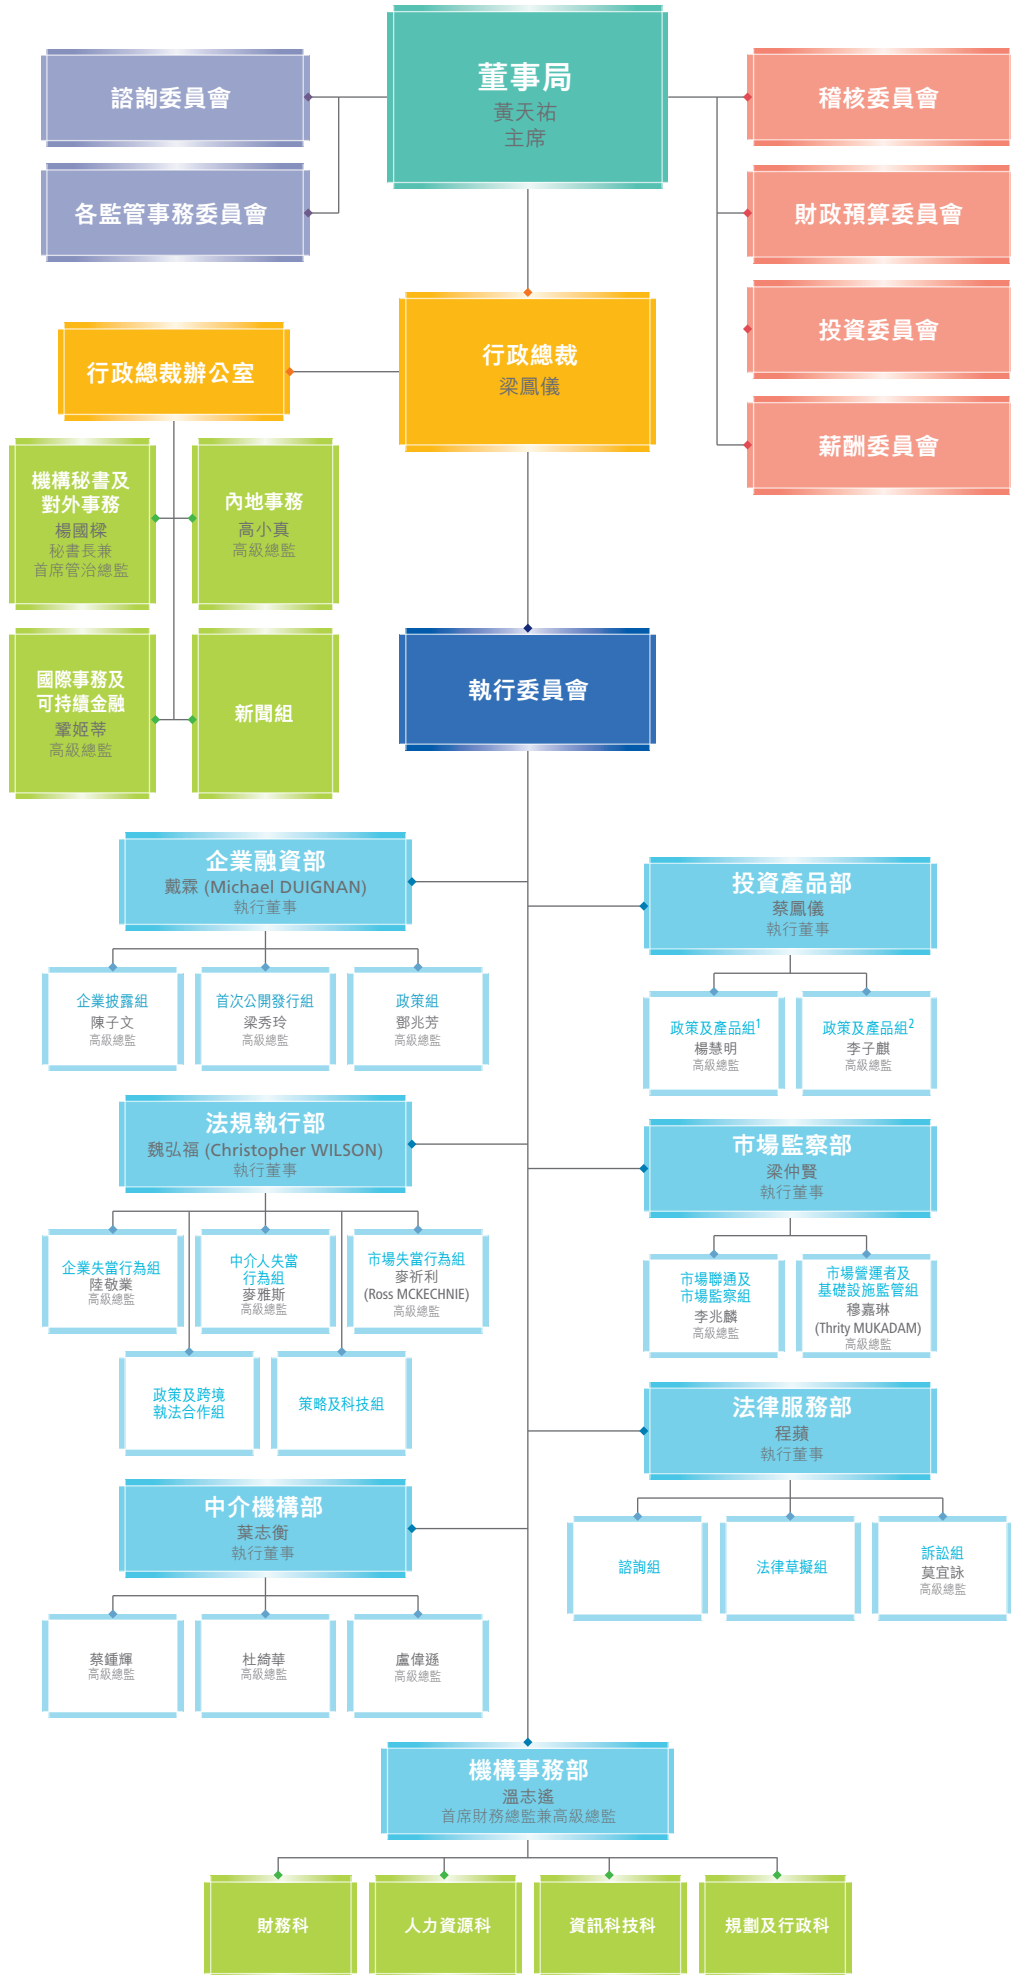 董事局
黃天祐
主席
諮詢委員會
各監管事務委員會
稽核委員會
財政預算委員會
投資委員會
薪酬委員會
行政總裁
梁鳳儀
行政總裁辦公室
機構秘書及
對外事務
楊國樑
秘書長兼
首席管治總監
內地事務
高小真
高級總監
國際事務及
可持續金融
鞏姬蒂
高級總監
新聞組
執行委員會
企業融資部
戴霖 (Michael DUIGNAN)
執行董事
企業披露組
陳子文
高級總監
首次公開發行組
梁秀玲
高級總監
政策組
鄧兆芳
高級總監
投資產品部
蔡鳳儀
執行董事
政策及產品組1
楊慧明
高級總監
政策及產品組2
李子麒
高級總監
法規執行部
魏弘福 (Christopher WILSON)
執行董事
企業失當行為組
陸敬業
高級總監
中介人失當
行為組
麥雅斯
高級總監
市場失當行為組
麥祈利
(Ross MCKECHNIE)
高級總監
政策及跨境
執法合作組
策略及科技組
市場監察部
梁仲賢
執行董事
市場聯通及
市場監察組
李兆麟
高級總監
市場營運者及
基礎設施監管組
穆嘉琳
(Thrity MUKADAM)
高級總監
法律服務部
程蘋
執行董事
諮詢組
法律草擬組
訴訟組
莫宜詠
高級總監
中介機構部
葉志衡
執行董事
蔡鍾輝
高級總監
杜綺華
高級總監
盧偉遜
高級總監
機構事務部
溫志遙
首席財務總監兼高級總監
財務科
人力資源科
資訊科技科
規劃及行政科